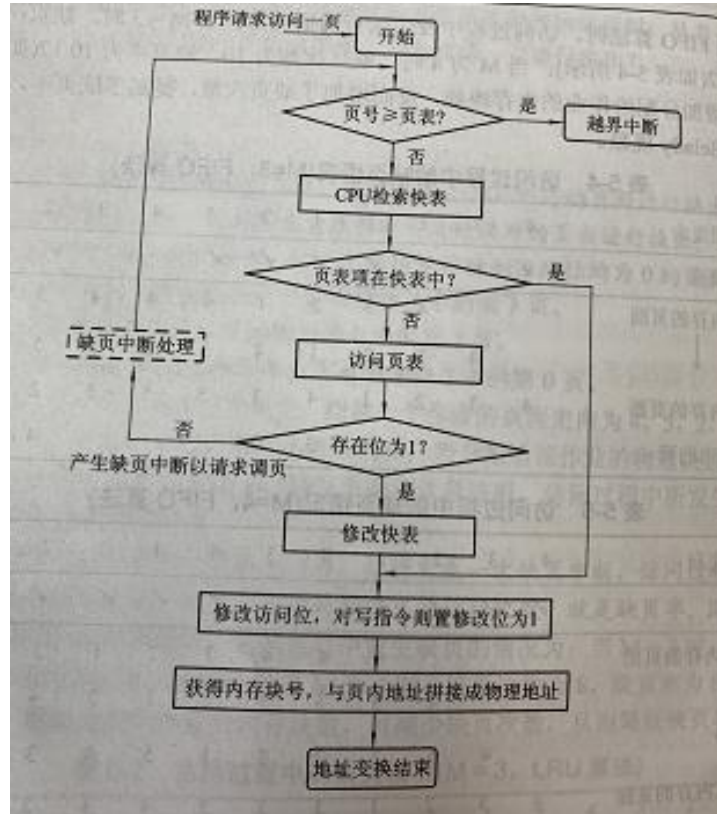 程序请求访问一页
开始
页号≥页表?
是
越界中断
否
CPU检索快表
页表项在快表中?
是
否
缺页中断处理
访问页表
否
存在位为1?
产生缺页中断以请求调页
是
修改快表
修改访问位，对写指令则置修改位为1
获得内存块号，与页内地址拼接成物理地址
地址变换结束